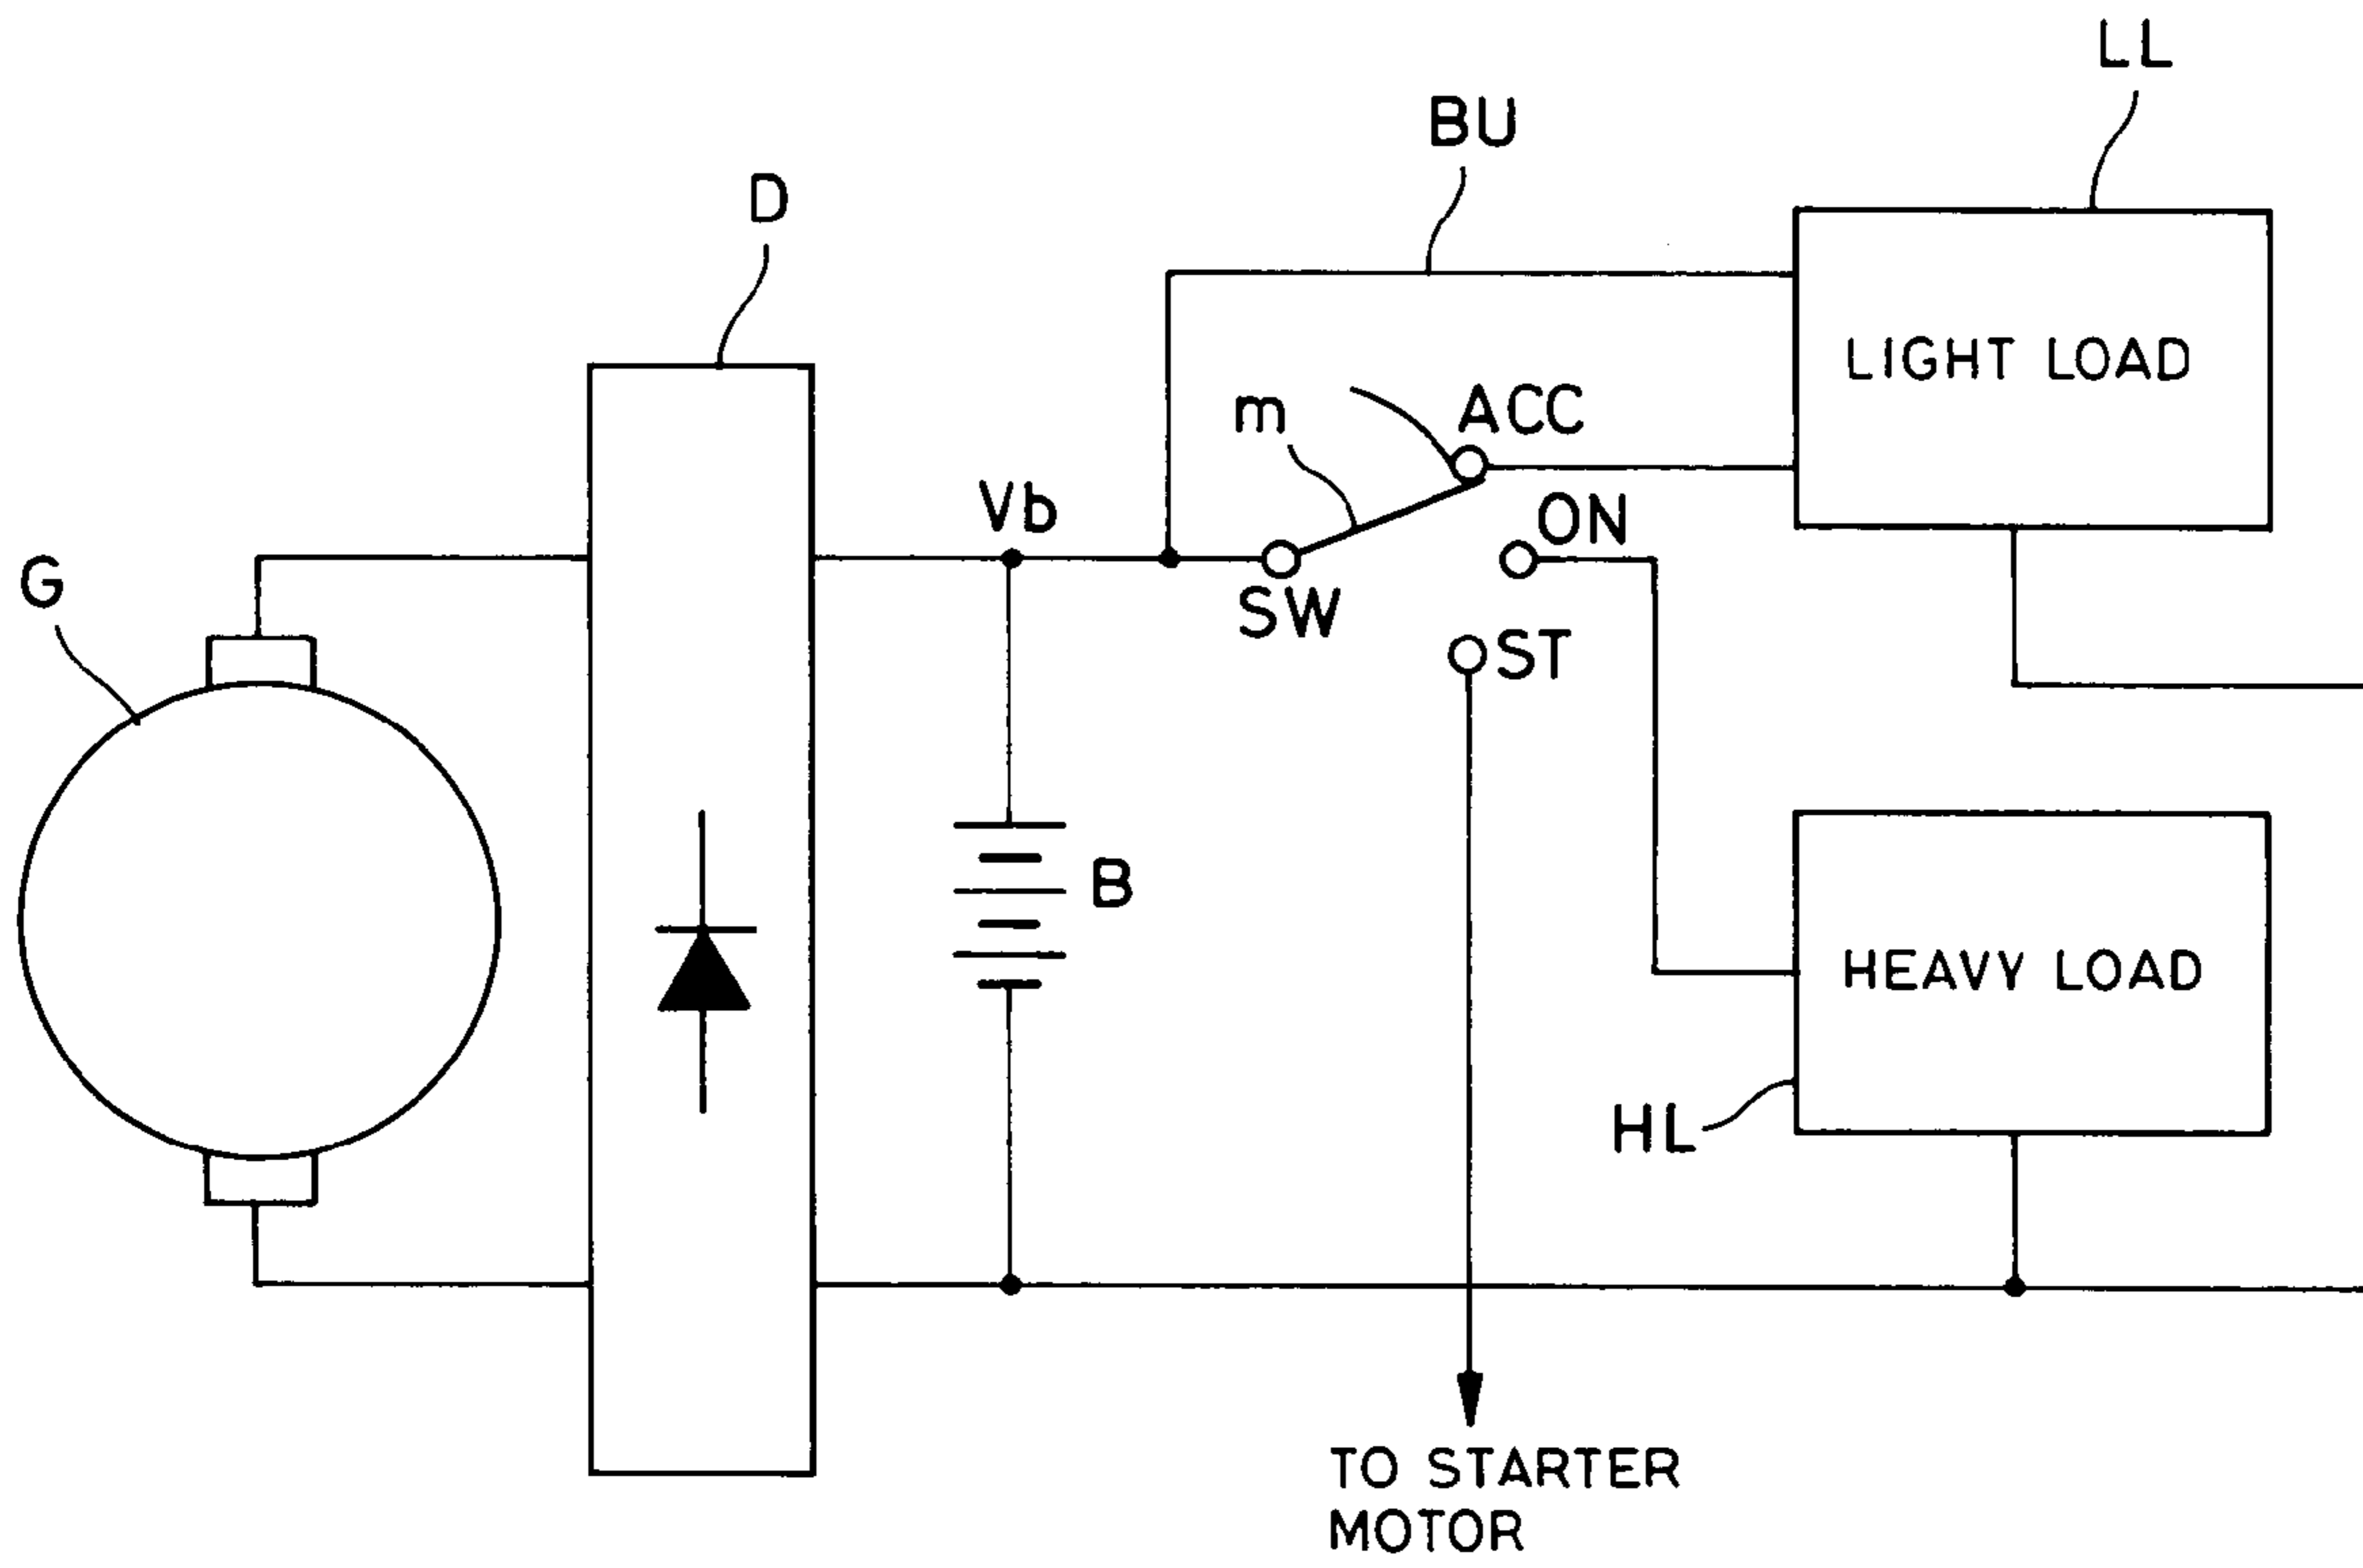 LL
BU
D
LIGHT LOAD
m
ACC
Vb
ON
G
SW
ST
B
HEAVY LOAD
HL
TO STARTER
MOTOR